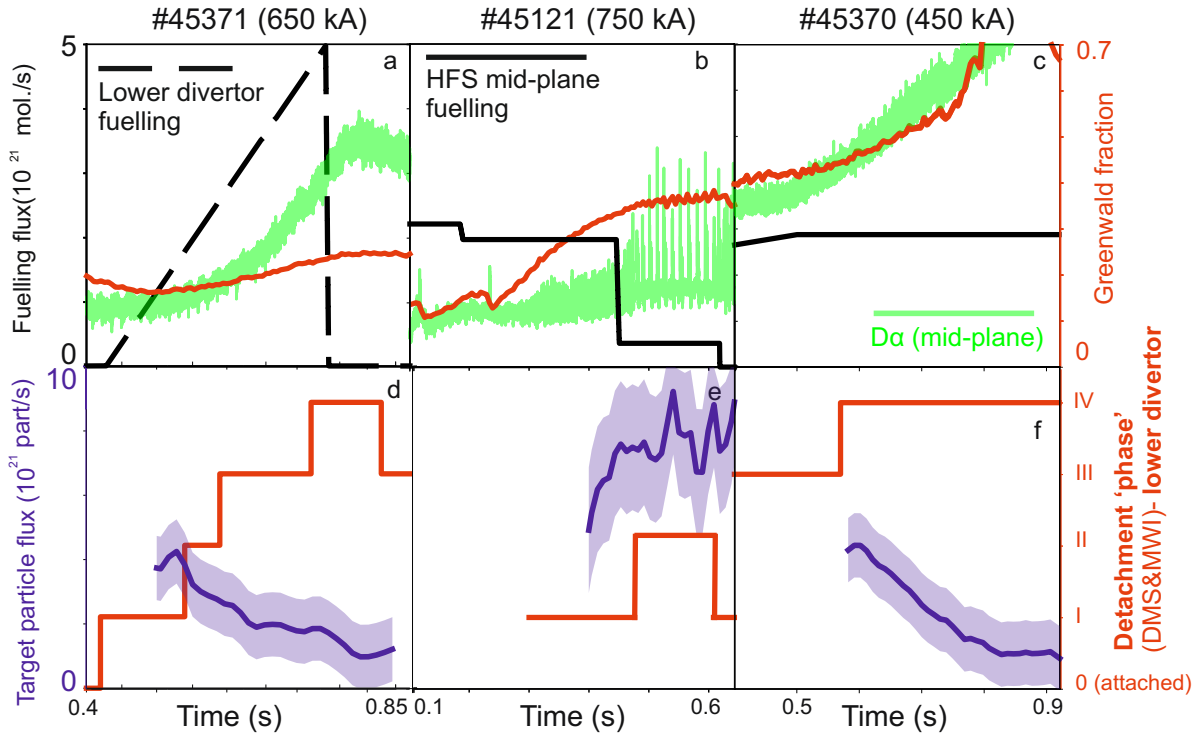 #45371 (650 kA)
#45121 (750 kA)
#45370 (450 kA)
5
0
Fuelling flux(10 21 mol./s)
a
Lower divertor
fuelling
b
HFS mid-plane
fuelling
c
Dα (mid-plane)
0.7
0
Greenwald fraction
10
0
Target particle flux (10 21 part/s)
d
e
f
IV
III
II
I
0 (attached)
Detachment 'phase'
(DMS&MWI)- lower divertor
0.4
Time (s)
0.85
0.1
Time (s)
0.6
0.5
Time (s)
0.9